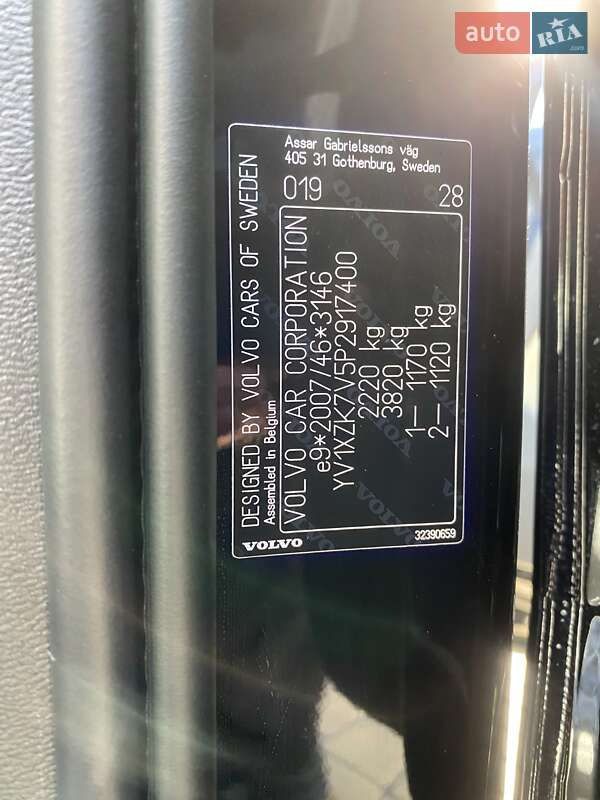 auto RIA .com
DESIGNED BY VOLVO CARS OF SWEDEN
Assembled in Belgium
Assar Gabrielssons väg
405 31 Gothenburg, Sweden
019 28
VOLVO CAR CORPORATION
e9*2007/46*3146
YV1XZK7V5P2917400
2220 kg
3820 kg
1– 1170 kg
2– 1120 kg
VOLVO
32390659